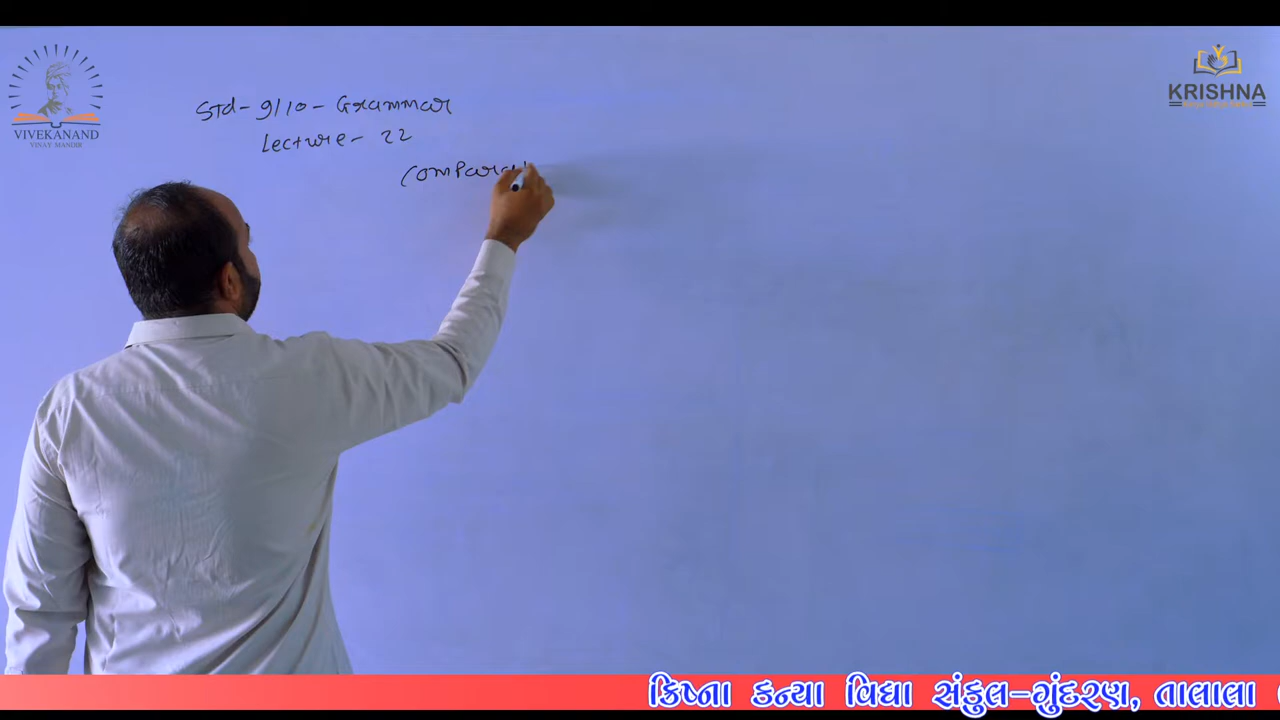 VIVEKANAND
VINAY MANDIR
KRISHNA
Std- 9/10 - Grammar
Lecture - 22
ક્રિષ્ના કન્યા વિદ્યા સંકુલ-ગુંદરણ, તાલાલા